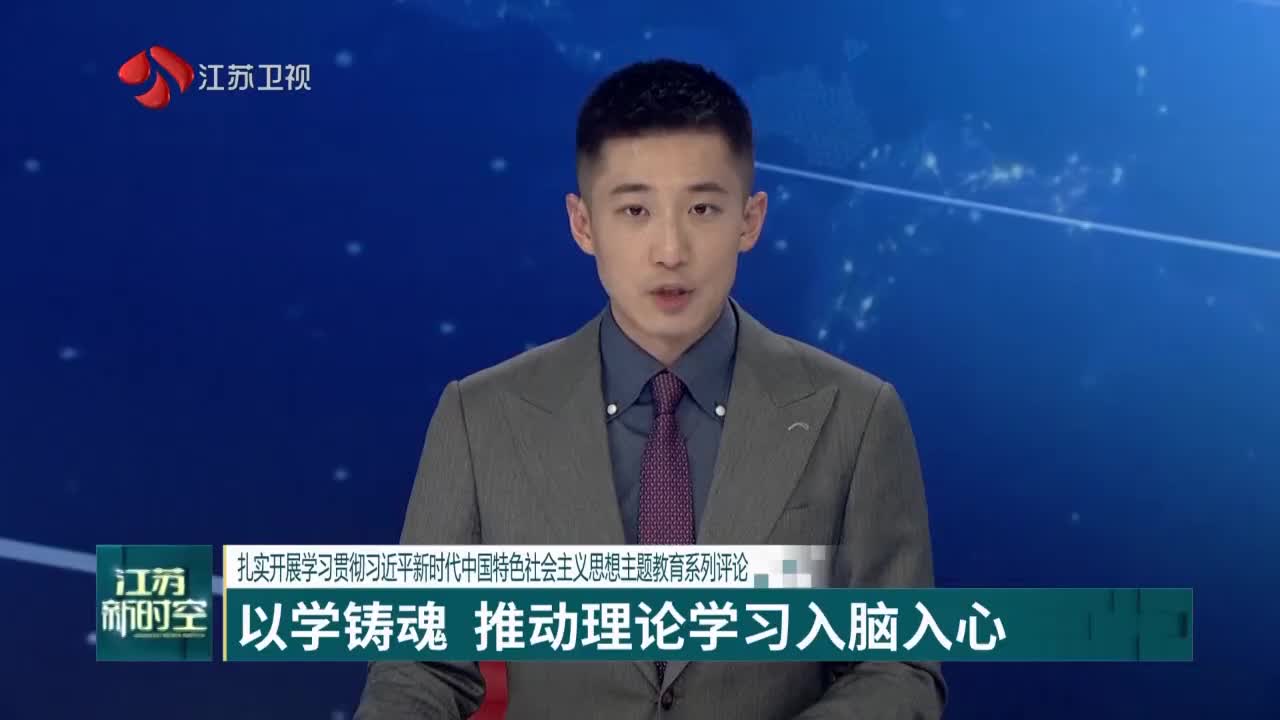 江苏卫视
扎实开展学习贯彻习近平新时代中国特色社会主义思想主题教育系列评论
江苏
新时空
以学铸魂 推动理论学习入脑入心